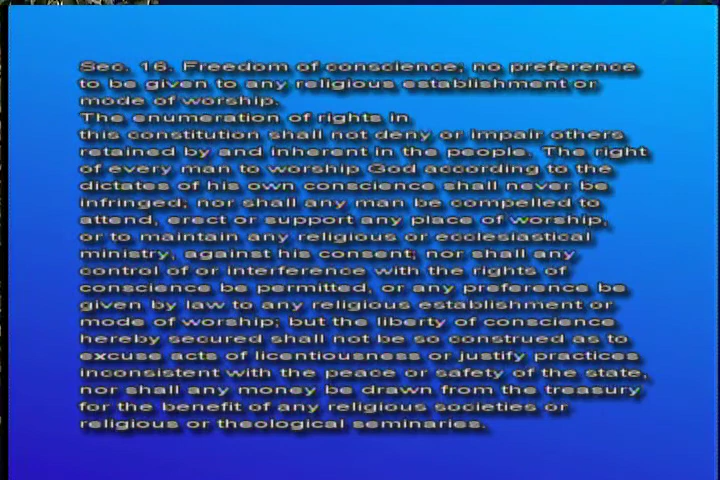 Sec. 16. Freedom of conscience; no preference
to be given to any religious establishment or
mode of worship.
The enumeration of rights in
this constitution shall not deny or impair others
retained by and inherent in the people. The right
of every man to worship God according to the
dictates of his own conscience shall never be
infringed; nor shall any man be compelled to
attend, erect or support any place of worship,
or to maintain any religious or ecclesiastical
ministry, against his consent; nor shall any
control of or interference with the rights of
conscience be permitted, or any preference be
given by law to any religious establishment or
mode of worship; but the liberty of conscience
hereby secured shall not be so construed as to
excuse acts of licentiousness or justify practices
inconsistent with the peace or safety of the state,
nor shall any money be drawn from the treasury
for the benefit of any religious societies or
religious or theological seminaries.